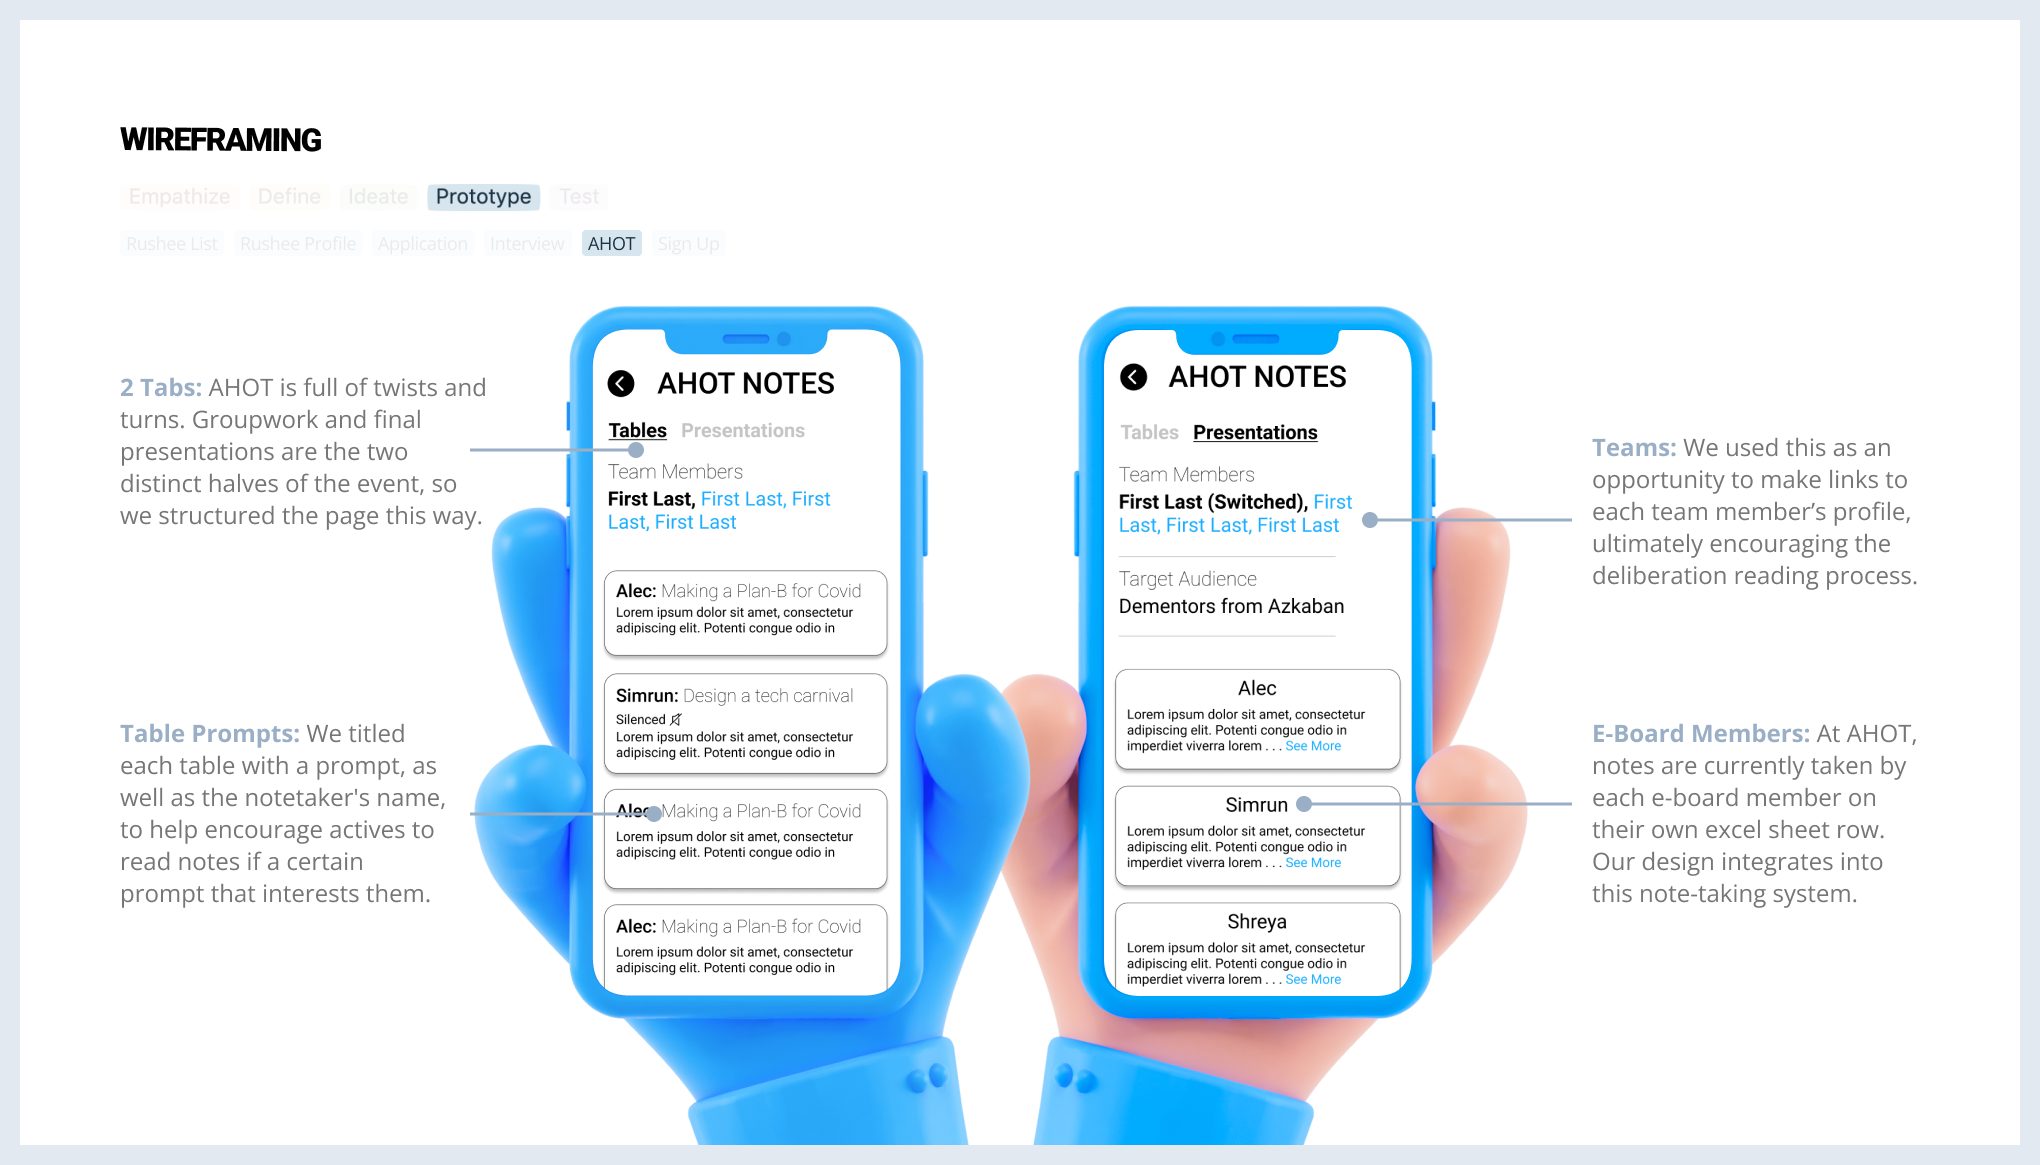 WIREFRAMING
Empathize Define Ideate Prototype Test
Rushee List Rushee Profile Application Interview AHOT Sign Up
2 Tabs: AHOT is full of twists and
turns. Groupwork and final
presentations are the two
distinct halves of the event, so
we structured the page this way.
Table Prompts: We titled
each table with a prompt, as
well as the notetaker's name,
to help encourage actives to
read notes if a certain
prompt that interests them.
AHOT NOTES
Tables Presentations
Team Members
First Last, First Last, First
Last, First Last
Alec: Making a Plan-B for Covid
Lorem ipsum dolor sit amet, consectetur
adipiscing elit. Potenti congue odio in
Simrun: Design a tech carnival
Silenced
Lorem ipsum dolor sit amet, consectetur
adipiscing elit. Potenti congue odio in
Alec: Making a Plan-B for Covid
Lorem ipsum dolor sit amet, consectetur
adipiscing elit. Potenti congue odio in
Alec: Making a Plan-B for Covid
Lorem ipsum dolor sit amet, consectetur
adipiscing elit. Potenti congue odio in
AHOT NOTES
Tables Presentations
Team Members
First Last (Switched), First
Last, First Last, First Last
Target Audience
Dementors from Azkaban
Alec
Lorem ipsum dolor sit amet, consectetur
adipiscing elit. Potenti congue odio in
imperdiet viverra lorem . . . See More
Simrun
Lorem ipsum dolor sit amet, consectetur
adipiscing elit. Potenti congue odio in
imperdiet viverra lorem . . . See More
Shreya
Lorem ipsum dolor sit amet, consectetur
adipiscing elit. Potenti congue odio in
imperdiet viverra lorem . . . See More
Teams: We used this as an
opportunity to make links to
each team member’s profile,
ultimately encouraging the
deliberation reading process.
E-Board Members: At AHOT,
notes are currently taken by
each e-board member on
their own excel sheet row.
Our design integrates into
this note-taking system.